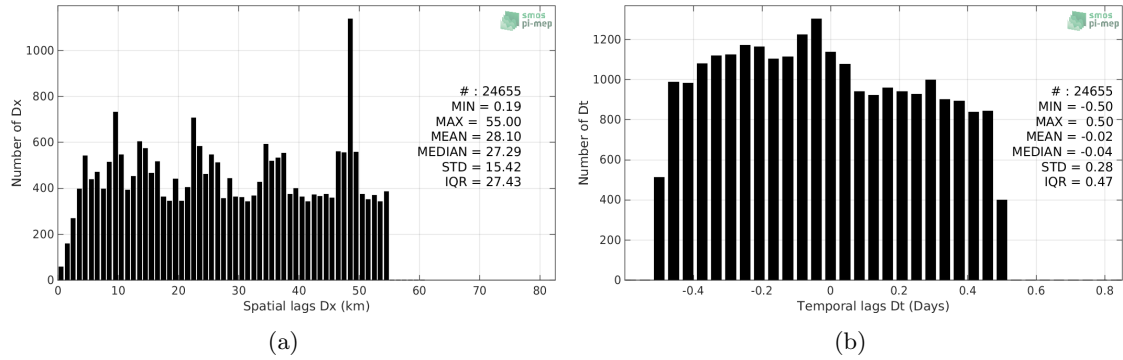 smos
pi-mep
1000
800
600
400
200
0
Number of Dx
# : 24655
MIN = 0.19
MAX = 55.00
MEAN = 28.10
MEDIAN = 27.29
STD = 15.42
IQR = 27.43
0 10 20 30 40 50 60 70 80
Spatial lags Dx (km)
(a)
smos
pi-mep
1200
1000
800
600
400
200
0
Number of Dt
# : 24655
MIN = -0.50
MAX = 0.50
MEAN = -0.02
MEDIAN = -0.04
STD = 0.28
IQR = 0.47
-0.4 -0.2 0 0.2 0.4 0.6 0.8
Temporal lags Dt (Days)
(b)